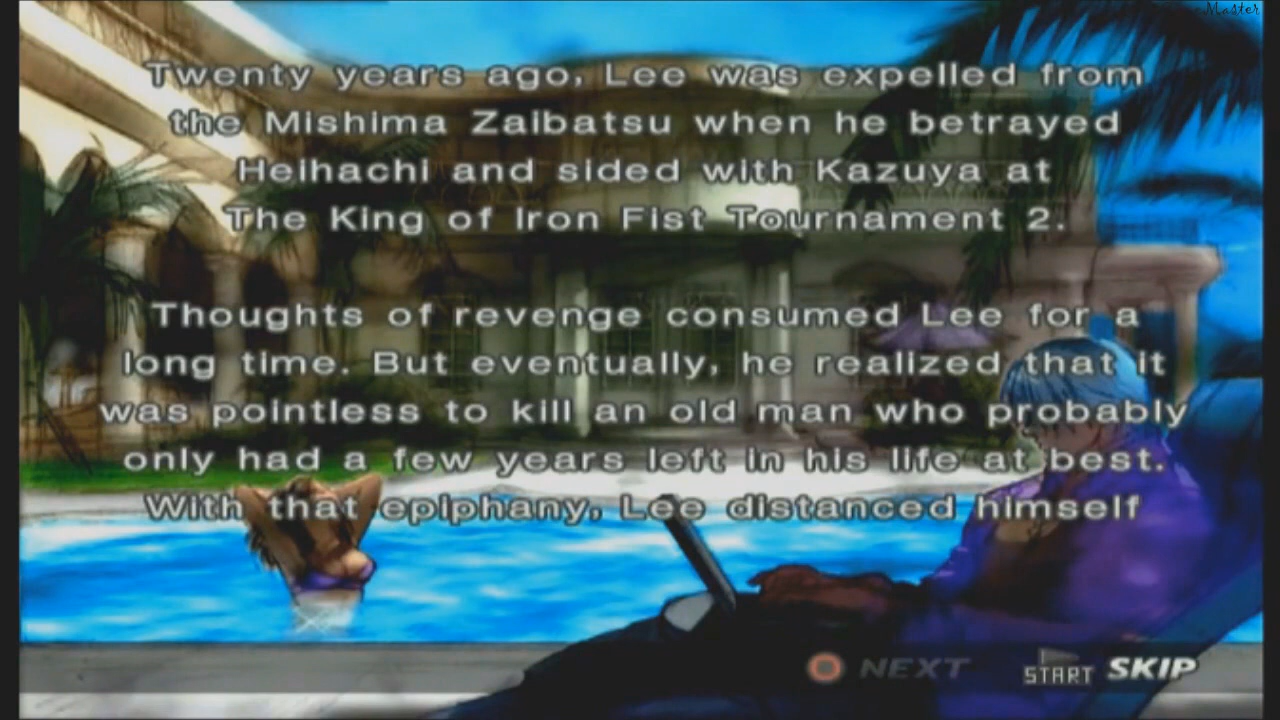 Master
Twenty years ago, Lee was expelled from
the Mishima Zaibatsu when he betrayed
Heihachi and sided with Kazuya at
The King of Iron Fist Tournament 2.
Thoughts of revenge consumed Lee for a
long time. But eventually, he realized that it
was pointless to kill an old man who probably
only had a few years left in his life at best.
With that epiphany, Lee distanced himself
NEXT START SKIP